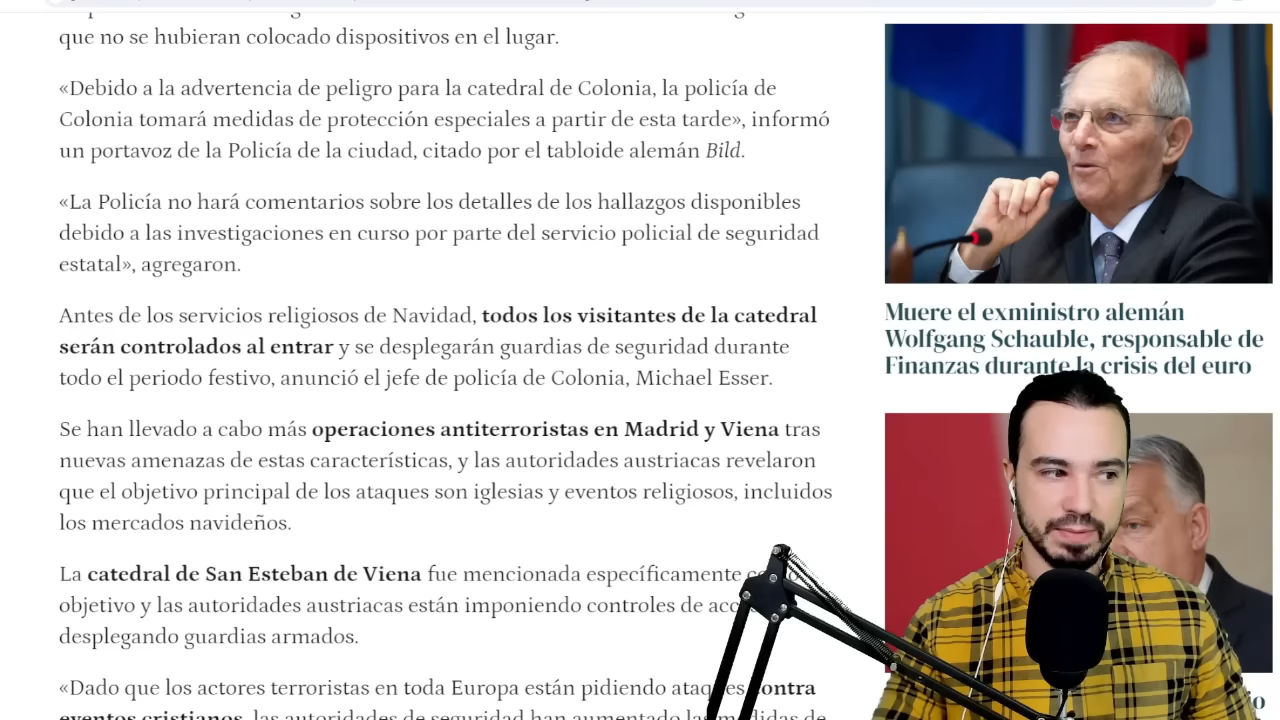 que no se hubieran colocado dispositivos en el lugar.
«Debido a la advertencia de peligro para la catedral de Colonia, la policía de
Colonia tomará medidas de protección especiales a partir de esta tarde», informó
un portavoz de la Policía de la ciudad, citado por el tabloide alemán Bild.
«La Policía no hará comentarios sobre los detalles de los hallazgos disponibles
debido a las investigaciones en curso por parte del servicio policial de seguridad
estatal», agregaron.
Antes de los servicios religiosos de Navidad, todos los visitantes de la catedral
serán controlados al entrar y se desplegarán guardias de seguridad durante
todo el periodo festivo, anunció el jefe de policía de Colonia, Michael Esser.
Se han llevado a cabo más operaciones antiterroristas en Madrid y Viena tras
nuevas amenazas de estas características, y las autoridades austriacas revelaron
que el objetivo principal de los ataques son iglesias y eventos religiosos, incluidos
los mercados navideños.
La catedral de San Esteban de Viena fue mencionada específicamente
objetivo y las autoridades austriacas están imponiendo controles de
desplegando guardias armados.
«Dado que los actores terroristas en toda Europa están pidiendo ataques contra
eventos cristianos, las autoridades de seguridad han aumentado las medidas de
Muere el exministro alemán
Wolfgang Schauble, responsable de
Finanzas durante la crisis del euro